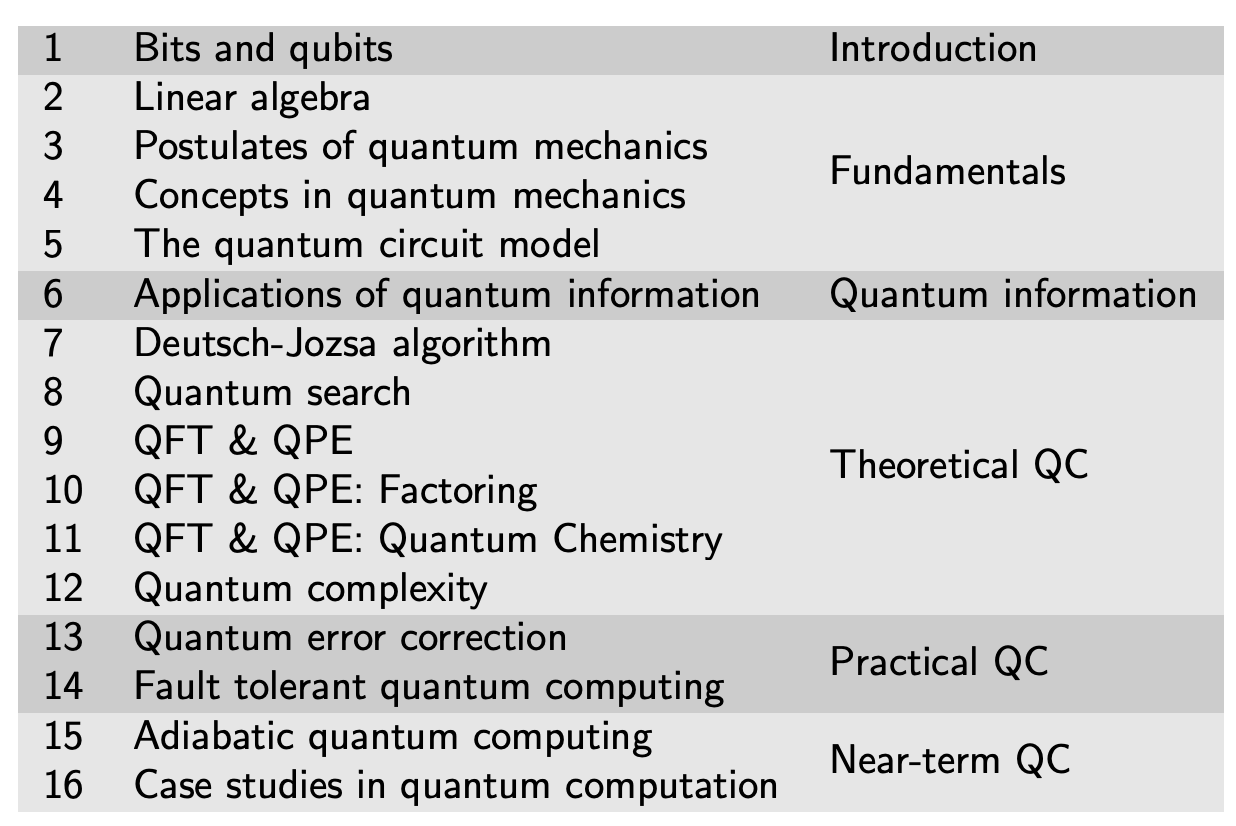 1 Bits and qubits Introduction
2 Linear algebra
3 Postulates of quantum mechanics
Fundamentals
4 Concepts in quantum mechanics
5 The quantum circuit model
6 Applications of quantum information Quantum information
7 Deutsch-Jozsa algorithm
8 Quantum search
9 QFT & QPE
Theoretical QC
10 QFT & QPE: Factoring
11 QFT & QPE: Quantum Chemistry
12 Quantum complexity
13 Quantum error correction
Practical QC
14 Fault tolerant quantum computing
15 Adiabatic quantum computing
Near-term QC
16 Case studies in quantum computation